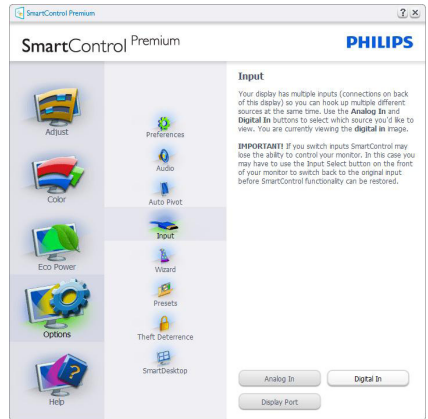 SmartControl Premium
SmartControl Premium
PHILIPS
Adjust
Color
Eco Power
Options
Help
Preferences
Audio
Auto Pivot
Input
Wizard
Presets
Theft Deterrence
SmartDesktop
Input
Your display has multiple inputs (connections on back
of this display) so you can hook up multiple different
sources at the same time. Use the Analog In and
Digital In buttons to select which source you'd like to
view. You are currently viewing the digital in image.
IMPORTANT! If you switch inputs SmartControl may
lose the ability to control your monitor. In this case you
may have to use the Input Select button on the front
of your monitor to switch back to the original input
before SmartControl functionality can be restored.
Analog In
Digital In
Display Port